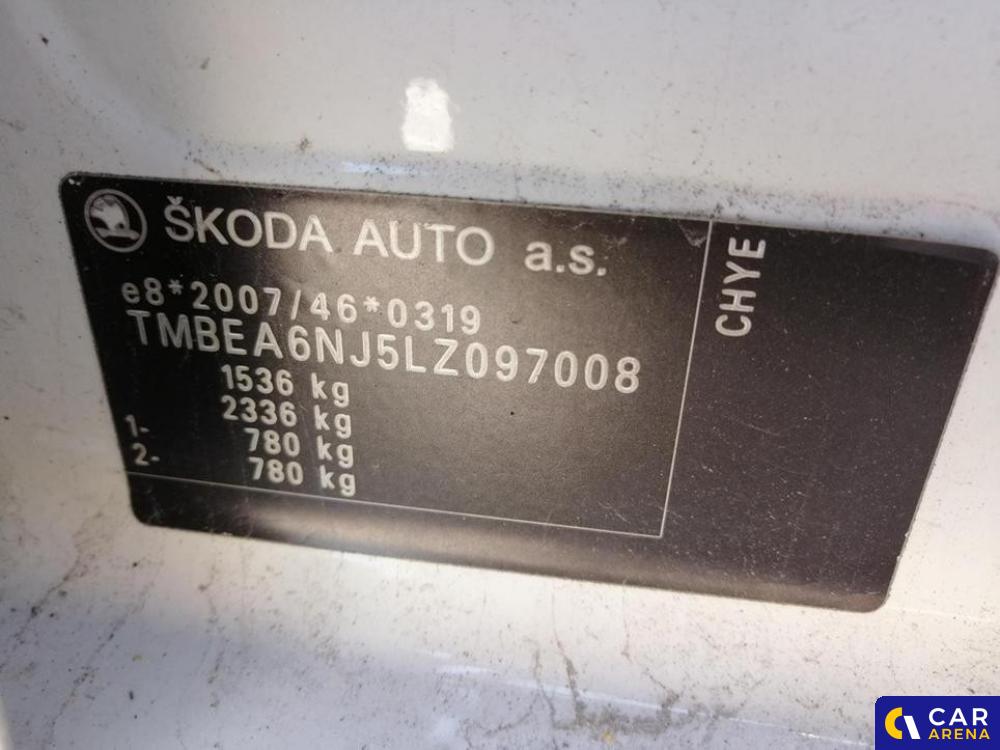 ŠKODA AUTO a.s.
e8*2007/46*0319
TMBEA6NJ5LZ097008
1536 kg
2336 kg
1- 780 kg
2- 780 kg
CHYE
CAR
ARENA